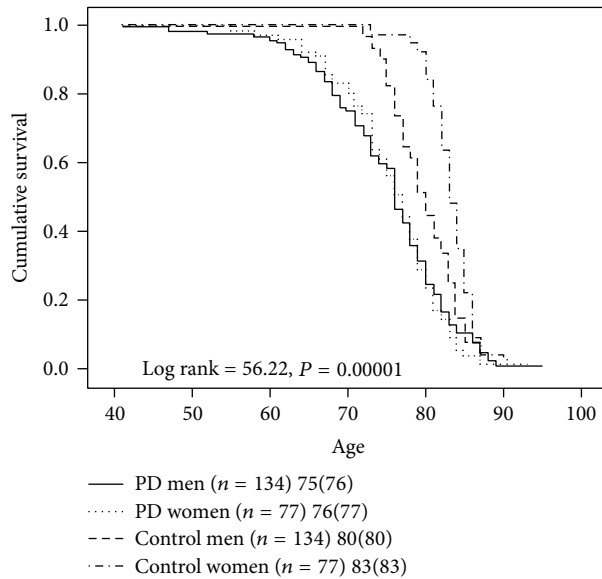 1.0
0.8
0.6
0.4
0.2
0.0
Cumulative survival
Log rank = 56.22, P = 0.00001
40 50 60 70 80 90 100
Age
PD men (n = 134) 75(76)
PD women (n = 77) 76(77)
Control men (n = 134) 80(80)
Control women (n = 77) 83(83)